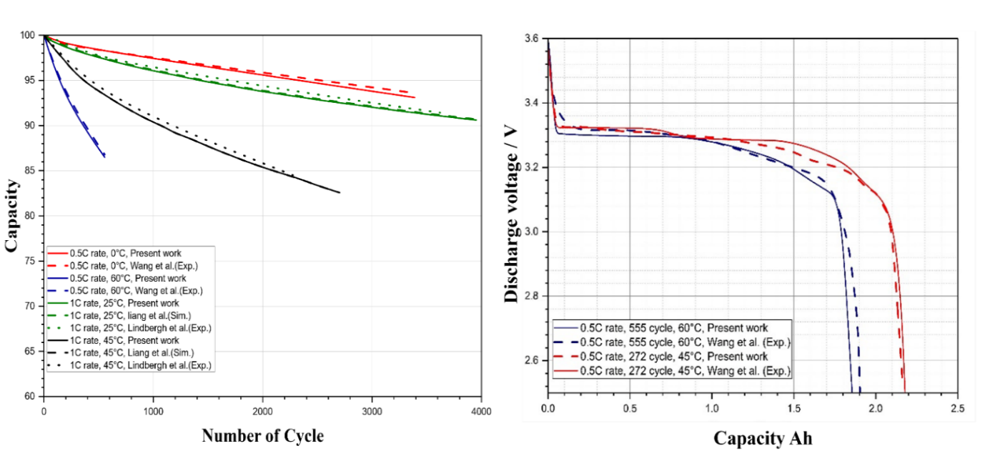 100
95
90
85
80
75
70
65
60
Capacity
0.5C rate, 0°C, Present work
0.5C rate, 0°C, Wang et al.(Exp.)
0.5C rate, 60°C, Present work
0.5C rate, 60°C, Wang et al.(Exp.)
1C rate, 25°C, Present work
1C rate, 25°C, liang et al.(Sim.)
1C rate, 25°C, Lindbergh et al.(Exp.)
1C rate, 45°C, Present work
1C rate, 45°C, Liang et al.(Sim.)
1C rate, 45°C, Lindbergh et al.(Exp.)
0 1000 2000 3000 4000
Number of Cycle
3.6
3.4
3.2
3.0
2.8
2.6
Discharge voltage / V
0.5C rate, 555 cycle, 60°C, Present work
0.5C rate, 555 cycle, 60°C, Wang et al. (Exp.)
0.5C rate, 272 cycle, 45°C, Present work
0.5C rate, 272 cycle, 45°C, Wang et al. (Exp.)
0.0 0.5 1.0 1.5 2.0 2.5
Capacity Ah